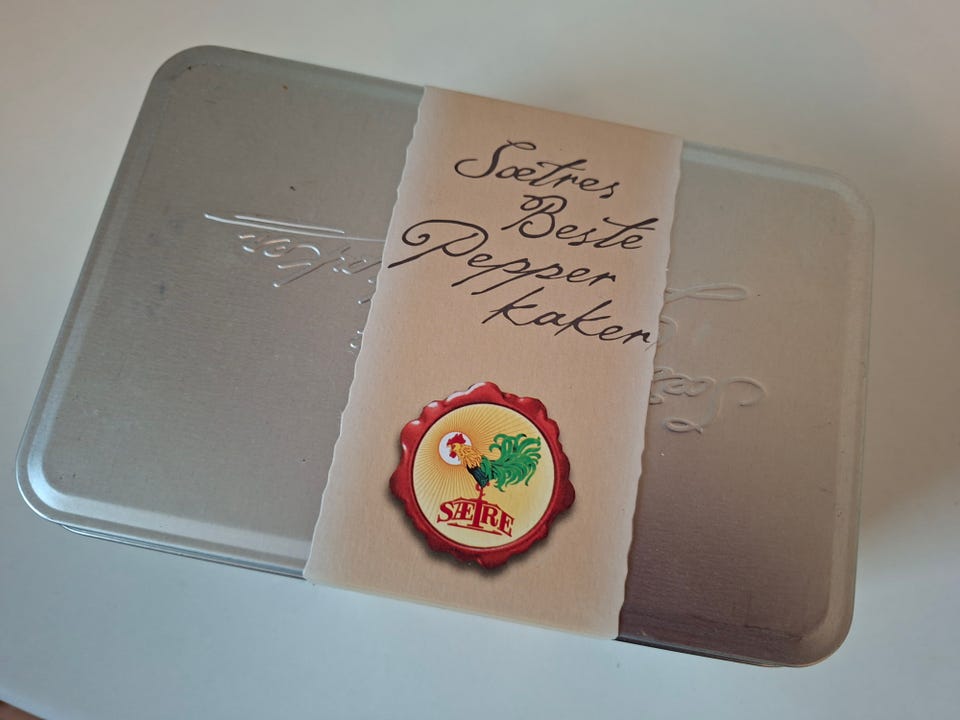 Sætres
Beste
Pepper
kaker
SÆTRE